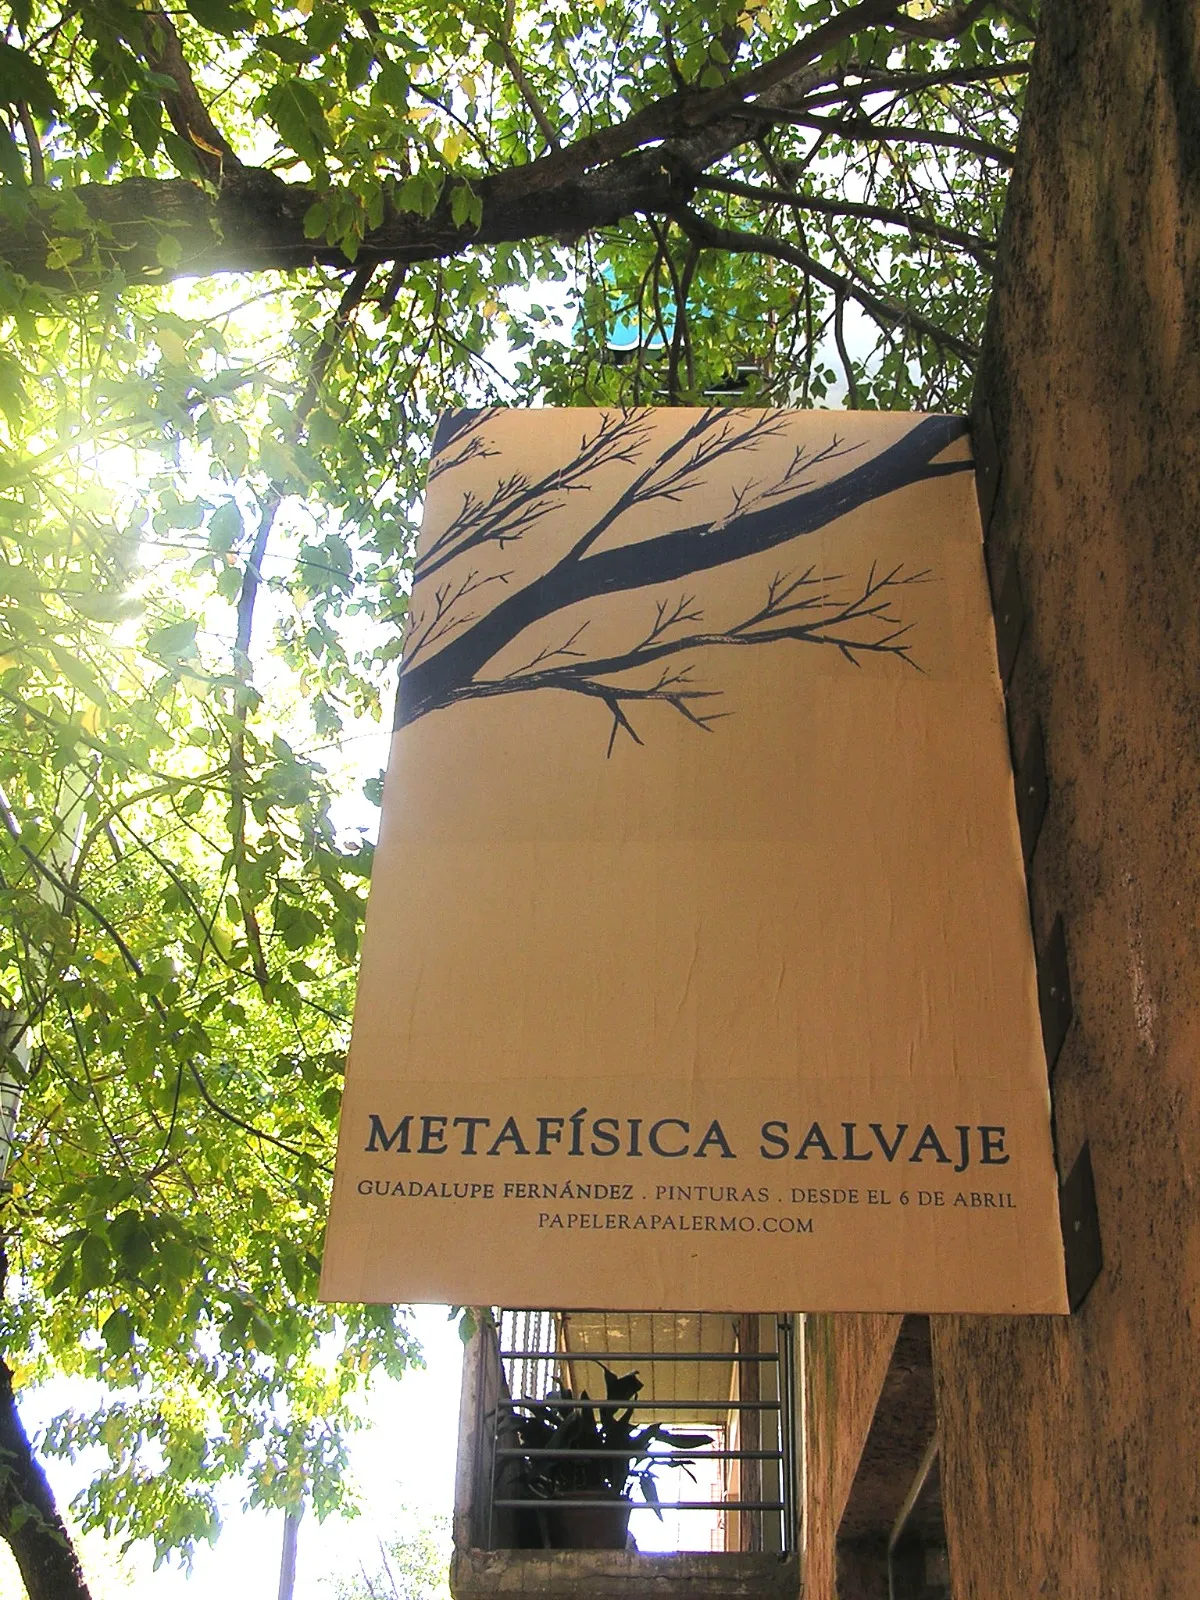 METAFÍSICA SALVAJE
GUADALUPE FERNÁNDEZ . PINTURAS . DESDE EL 6 DE ABRIL
PAPELERAPALERMO.COM